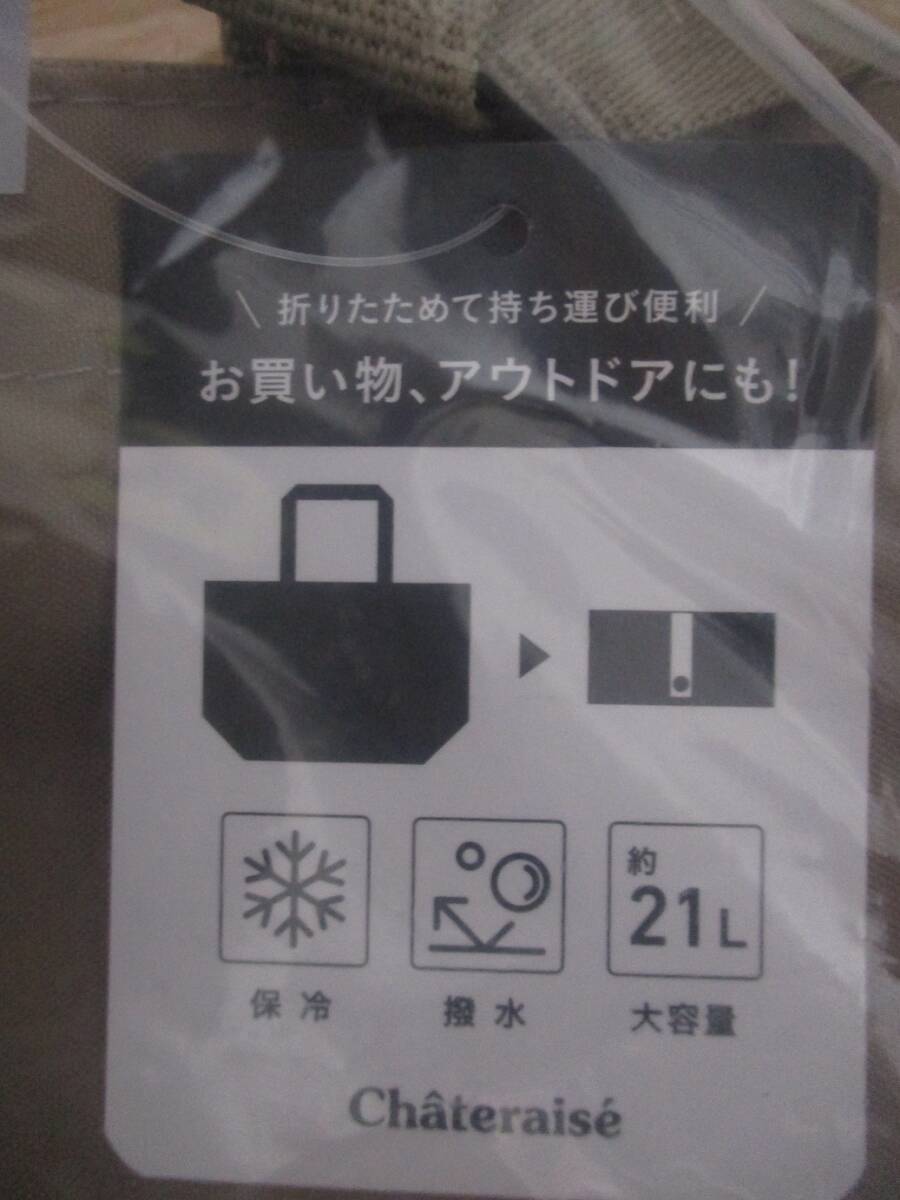 \ 折りたためて持ち運び便利 /
お買い物、アウトドアにも!
約
21L
保冷
撥水
大容量
Châteraisé